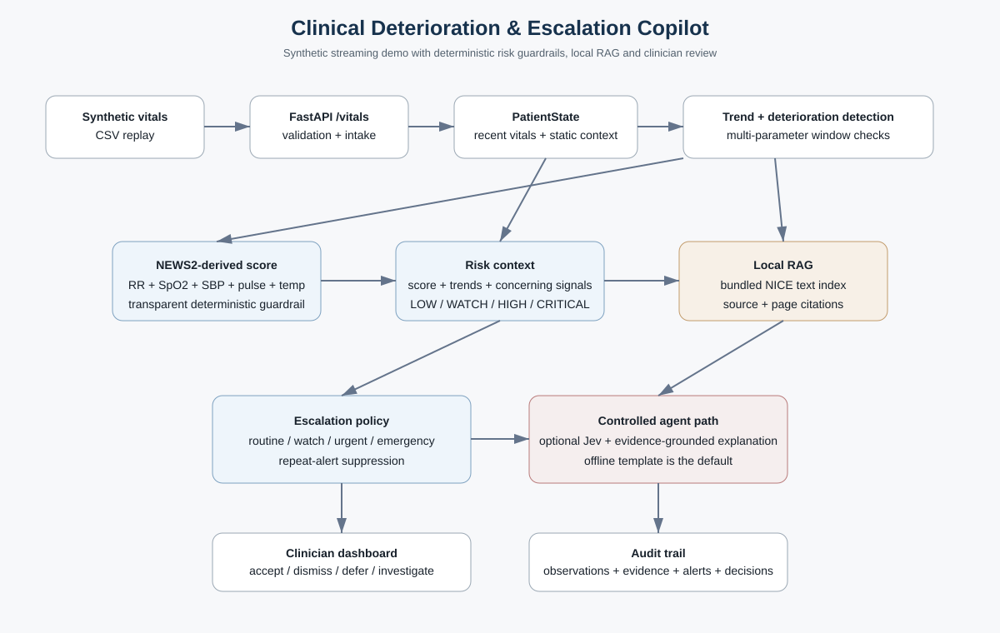 Clinical Deterioration & Escalation Copilot
Synthetic streaming demo with deterministic risk guardrails, local RAG and clinician review
Synthetic vitals
CSV replay
FastAPI /vitals
validation + intake
PatientState
recent vitals + static context
Trend + deterioration detection
multi-parameter window checks
NEWS2-derived score
RR + SpO2 + SBP + pulse + temp
transparent deterministic guardrail
Risk context
score + trends + concerning signals
LOW / WATCH / HIGH / CRITICAL
Local RAG
bundled NICE text index
source + page citations
Escalation policy
routine / watch / urgent / emergency
repeat-alert suppression
Controlled agent path
optional Jev + evidence-grounded explanation
offline template is the default
Clinician dashboard
accept / dismiss / defer / investigate
Audit trail
observations + evidence + alerts + decisions